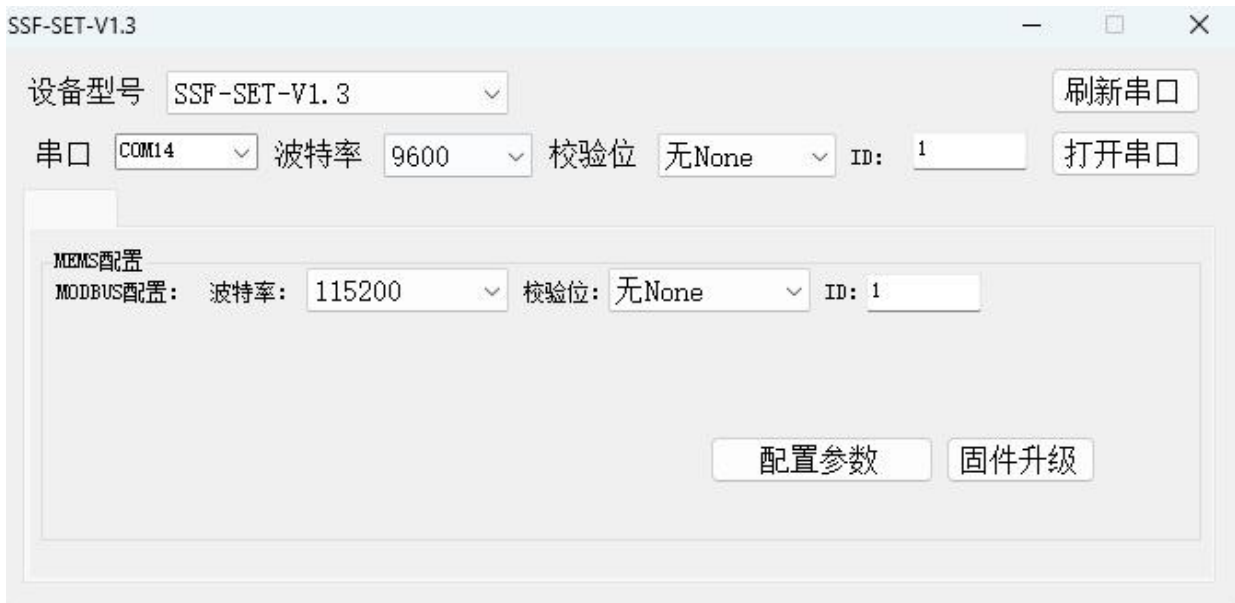 SSF-SET-V1.3
设备型号 SSF-SET-V1.3 刷新串口
串口 COM14 波特率 9600 校验位 无None ID: 1 打开串口
MEMS配置
MODBUS配置: 波特率: 115200 校验位: 无None ID: 1
配置参数 固件升级